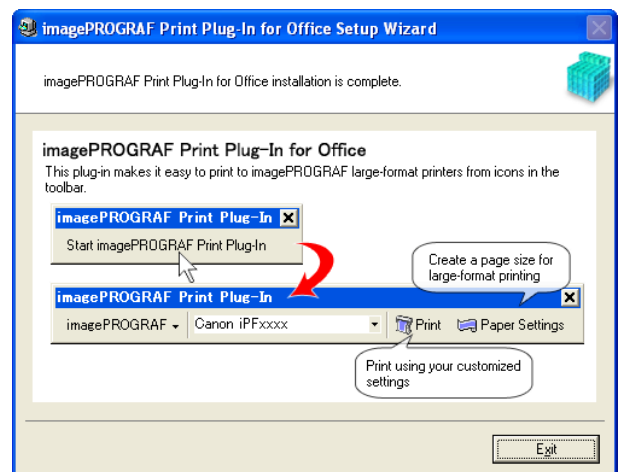 imagePROGRAF Print Plug-In for Office Setup Wizard
imagePROGRAF Print Plug-In for Office installation is complete.
imagePROGRAF Print Plug-In for Office
This plug-in makes it easy to print to imagePROGRAF large-format printers from icons in the
toolbar.
imagePROGRAF Print Plug-In
Start imagePROGRAF Print Plug-In
Create a page size for
large-format printing
imagePROGRAF Print Plug-In
imagePROGRAF Canon iPFxxxx Print Paper Settings
Print using your customized
settings
Exit